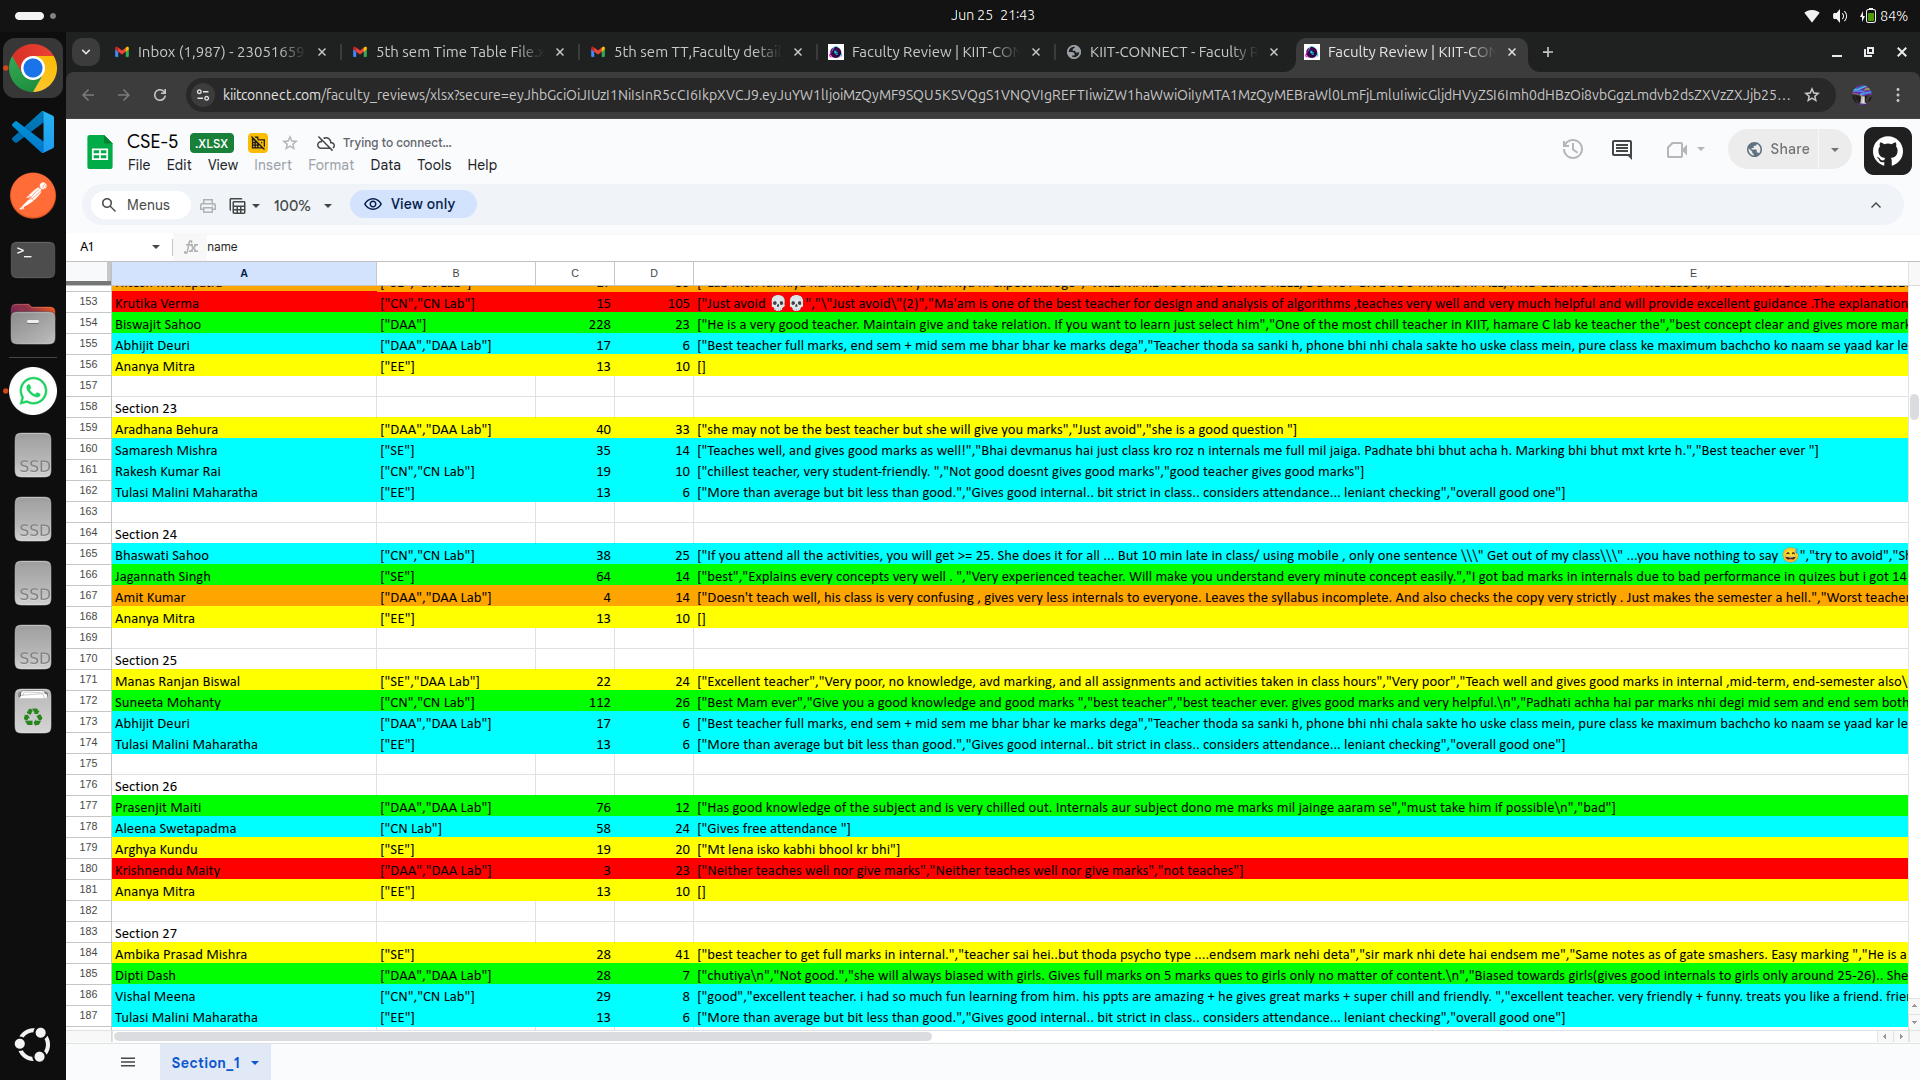 Jun 25 21:43
84%
Inbox (1,987) - 23051659
5th sem Time Table File.x
5th sem TT,Faculty detai
Faculty Review | KIIT-CON
KIIT-CONNECT - Faculty R
Faculty Review | KIIT-CON
kiitconnect.com/faculty_reviews/xlsx?secure=
CSE-5 .XLSX Trying to connect...
File Edit View Insert Format Data Tools Help
Share
Menus 100% View only
A1 fx name
A B C D E
153 Krutika Verma ["CN","CN Lab"] 15 105 ["Just avoid 💀💀","\"Just avoid\"(2)","Ma'am is one of the best teacher for design and analysis of algorithms ,teaches very well and very much helpful and will provide excellent guidance .The explanation
154 Biswajit Sahoo ["DAA"] 228 23 ["He is a very good teacher. Maintain give and take relation. If you want to learn just select him","One of the most chill teacher in KIIT, hamare C lab ke teacher the","best concept clear and gives more mark
155 Abhijit Deuri ["DAA","DAA Lab"] 17 6 ["Best teacher full marks, end sem + mid sem me bhar bhar ke marks dega","Teacher thoda sa sanki h, phone bhi nhi chala sakte ho uske class mein, pure class ke maximum bachcho ko naam se yaad kar le
156 Ananya Mitra ["EE"] 13 10 []
157
158 Section 23
159 Aradhana Behura ["DAA","DAA Lab"] 40 33 ["she may not be the best teacher but she will give you marks","Just avoid","she is a good question "]
160 Samaresh Mishra ["SE"] 35 14 ["Teaches well, and gives good marks as well!","Bhai devmanus hai just class kro roz n internals me full mil jaiga. Padhate bhi bhut acha h. Marking bhi bhut mxt krte h.","Best teacher ever "]
161 Rakesh Kumar Rai ["CN","CN Lab"] 19 10 ["chillest teacher, very student-friendly. ","Not good doesnt gives good marks","good teacher gives good marks"]
162 Tulasi Malini Maharatha ["EE"] 13 6 ["More than average but bit less than good.","Gives good internal.. bit strict in class.. considers attendance... leniant checking","overall good one"]
163
164 Section 24
165 Bhaswati Sahoo ["CN","CN Lab"] 38 25 ["If you attend all the activities, you will get >= 25. She does it for all ... But 10 min late in class/ using mobile , only one sentence \\\" Get out of my class\\\" ...you have nothing to say 😅","try to avoid","Sh
166 Jagannath Singh ["SE"] 64 14 ["best","Explains every concepts very well . ","Very experienced teacher. Will make you understand every minute concept easily.","I got bad marks in internals due to bad performance in quizes but i got 14
167 Amit Kumar ["DAA","DAA Lab"] 4 14 ["Doesn't teach well, his class is very confusing , gives very less internals to everyone. Leaves the syllabus incomplete. And also checks the copy very strictly . Just makes the semester a hell.","Worst teacher
168 Ananya Mitra ["EE"] 13 10 []
169
170 Section 25
171 Manas Ranjan Biswal ["SE","DAA Lab"] 22 24 ["Excellent teacher","Very poor, no knowledge, avd marking, and all assignments and activities taken in class hours","Very poor","Teach well and gives good marks in internal ,mid-term, end-semester also\
172 Suneeta Mohanty ["CN","CN Lab"] 112 26 ["Best Mam ever","Give you a good knowledge and good marks ","best teacher","best teacher ever. gives good marks and very helpful.\n","Padhati achha hai par marks nhi degi mid sem and end sem both
173 Abhijit Deuri ["DAA","DAA Lab"] 17 6 ["Best teacher full marks, end sem + mid sem me bhar bhar ke marks dega","Teacher thoda sa sanki h, phone bhi nhi chala sakte ho uske class mein, pure class ke maximum bachcho ko naam se yaad kar le
174 Tulasi Malini Maharatha ["EE"] 13 6 ["More than average but bit less than good.","Gives good internal.. bit strict in class.. considers attendance... leniant checking","overall good one"]
175
176 Section 26
177 Prasenjit Maiti ["DAA","DAA Lab"] 76 12 ["Has good knowledge of the subject and is very chilled out. Internals aur subject dono me marks mil jainge aaram se","must take him if possible\n","bad"]
178 Aleena Swetapadma ["CN Lab"] 58 24 ["Gives free attendance "]
179 Arghya Kundu ["SE"] 19 20 ["Mt lena isko kabhi bhool kr bhi"]
180 Krishnendu Maity ["DAA","DAA Lab"] 3 23 ["Neither teaches well nor give marks","Neither teaches well nor give marks","not teaches"]
181 Ananya Mitra ["EE"] 13 10 []
182
183 Section 27
184 Ambika Prasad Mishra ["SE"] 28 41 ["best teacher to get full marks in internal.","teacher sai hei..but thoda psycho type ....endsem mark nehi deta","sir mark nhi dete hai endsem me","Same notes as of gate smashers. Easy marking ","He is a
185 Dipti Dash ["DAA","DAA Lab"] 28 7 ["chutiya\n","Not good.","she will always biased with girls. Gives full marks on 5 marks ques to girls only no matter of content.\n","Biased towards girls(gives good internals to girls only around 25-26).. She
186 Vishal Meena ["CN","CN Lab"] 29 8 ["good","excellent teacher. i had so much fun learning from him. his ppts are amazing + he gives great marks + super chill and friendly. ","excellent teacher. very friendly + funny. treats you like a friend. frien
187 Tulasi Malini Maharatha ["EE"] 13 6 ["More than average but bit less than good.","Gives good internal.. bit strict in class.. considers attendance... leniant checking","overall good one"]
Section_1
SSD
SSD
SSD
SSD